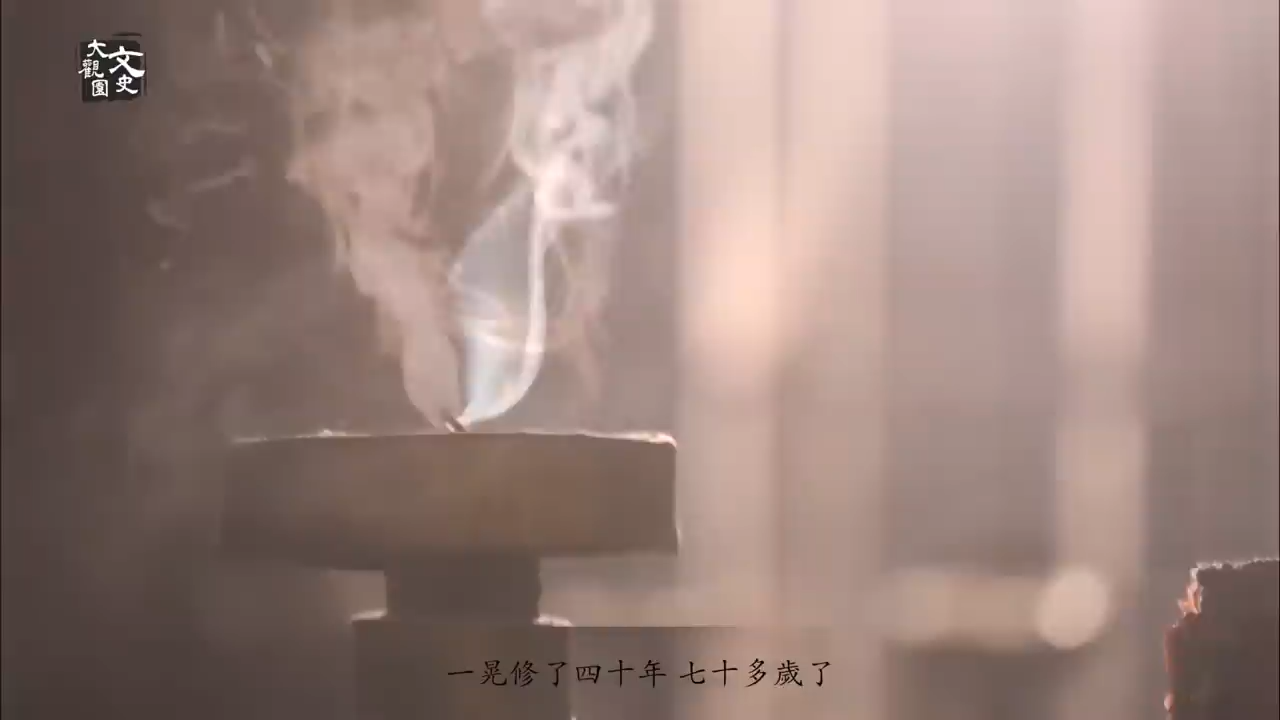 文史
大觀園
一晃修了四十年 七十多歲了